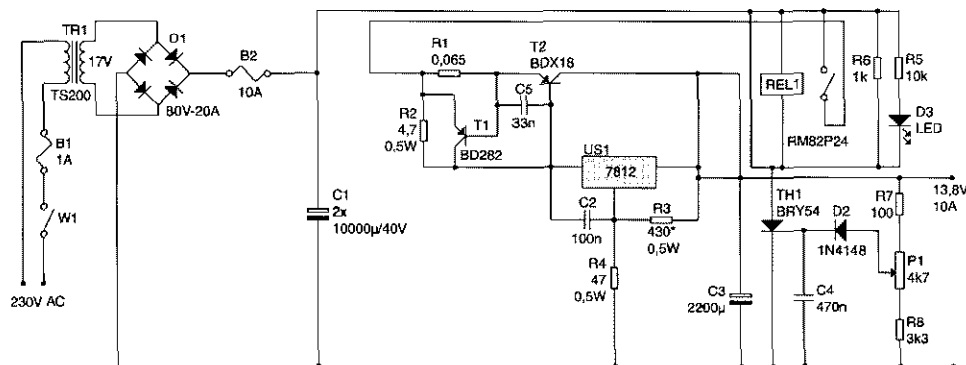 TR1
17V
TS200
B1
1A
W1
230V AC
D1
80V-20A
B2
10A
C1
2x
10000µ/40V
R1
0,065
R2
4,7
0,5W
T1
BD282
C5
33n
T2
BDX18
US1
7812
C2
100n
R3
430*
0,5W
R4
47
0,5W
C3
2200µ
REL1
RM82P24
R6
1k
R5
10k
D3
LED
TH1
BRY54
D2
1N4148
C4
470n
R7
100
P1
4k7
R8
3k3
13,8V
10A